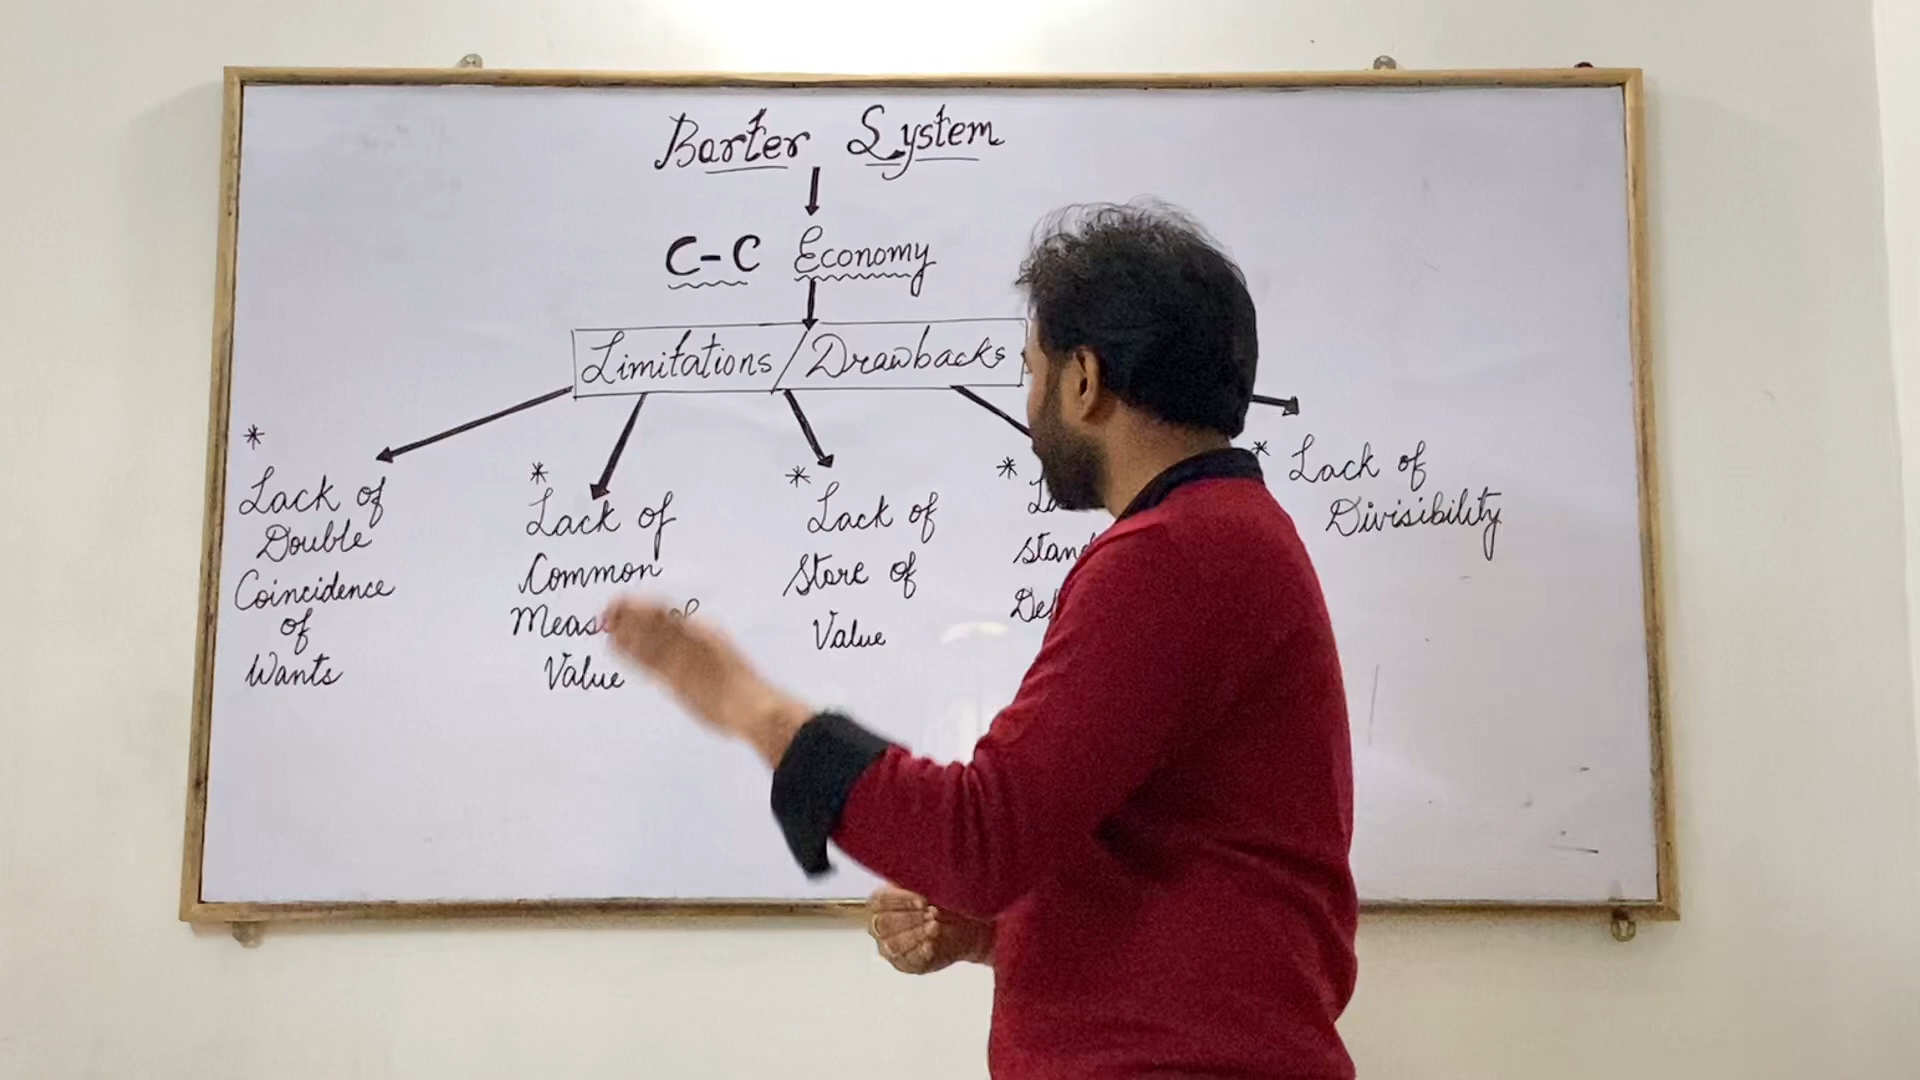 Barter System
C-C Economy
Limitations/Drawbacks
*
Lack of
Double
Coincidence
of
Wants
*
Lack of
Common
of
Value
*
Lack of
Store of
Value
*
* Lack of
Divisibility